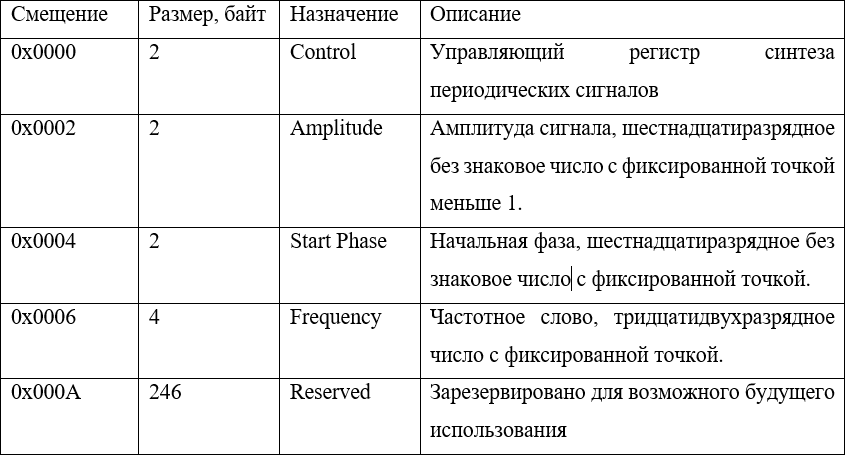 Смещение Размер, байт Назначение Описание
0x0000 2 Control Управляющий регистр синтеза
периодических сигналов
0x0002 2 Amplitude Амплитуда сигнала, шестнадцатиразрядное
без знаковое число с фиксированной точкой
меньше 1.
0x0004 2 Start Phase Начальная фаза, шестнадцатиразрядное без
знаковое число с фиксированной точкой.
0x0006 4 Frequency Частотное слово, тридцатидвухразрядное
число с фиксированной точкой.
0x000A 246 Reserved Зарезервировано для возможного будущего
использования